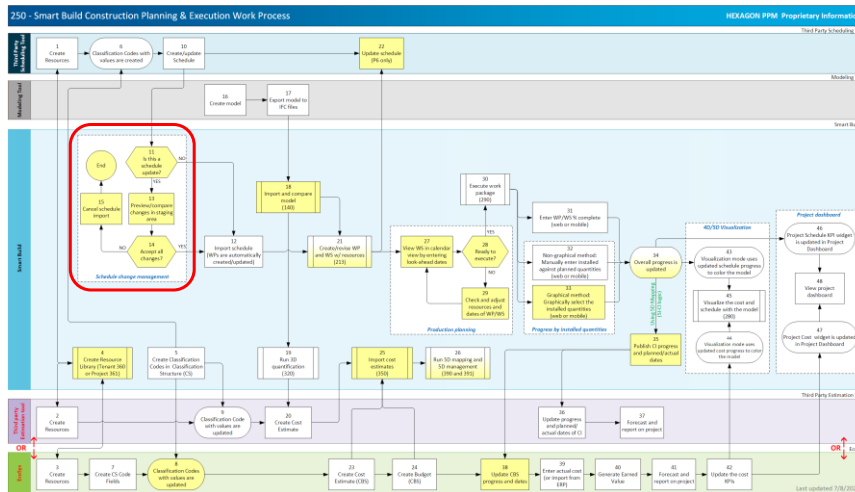 250 - Smart Build Construction Planning & Execution Work Process
HEXAGON PPM Proprietary Informatio
Third Party Scheduling
Third Party
Scheduling Tool
1
Create
Resources
6
Classification Codes with
values are created
10
Create/update
Schedule
22
Update schedule
(P6 only)
Modeling
Modeling Tool
16
Create model
17
Export model to
IFC files
Smart Bu
Smart Build
End
11
Is this a
schedule
update?
NO
YES
13
Preview/compare
changes in staging
area
15
Cancel schedule
import
NO
14
Accept all
changes?
YES
Schedule change management
12
Import schedule
(WPs are automatically
created/updated)
18
Import and compare
model
(140)
21
Create/revise WP
and WS w/ resources
27
View WS in calendar
view by entering
look-ahead dates
28
Ready to
execute?
YES
NO
29
Check and adjust
resources and
dates of WP/WS
Production planning
30
Execute work
package
(290)
31
Enter WP/WS % complete
(web or mobile)
32
Non-graphical method:
Manually enter installed
against planned quantities
(web or mobile)
33
Graphical method:
Graphically select the
installed quantities
(web or mobile)
Progress by installed quantities
34
Overall progress is
updated
35
Publish CI progress
and planned/actual
dates
4D/5D Visualization
43
Visualization mode uses
updated schedule progress
to color the model
45
Visualize the cost and
schedule with the model
(280)
44
Visualization mode uses
updated cost progress to color
the model
Project dashboard
46
Project Schedule KPI widget
is updated in Project
Dashboard
48
View project
dashboard
47
Project Cost widget is updated
in Project Dashboard
4
Create Resource
Library (Tenant 360
or Project 361)
5
Create Classification
Codes in Classification
Structure (CS)
19
Run 3D
quantification
(320)
25
Import cost
estimates
(350)
26
Run 5D mapping and
5D management
(390 and 391)
Third Party Estimation
Third party
Estimation tool
2
Create
Resources
9
Classification Code
with values are
updated
20
Create Cost
Estimate
36
Update progress
and planned/
actual dates of CI
37
Forecast and
report on project
OR
OR
EcoSys
3
Create
Resources
7
Create CS Code
Fields
8
Classification Codes
with values are
updated
23
Create Cost
Estimate (CBS)
24
Create Budget
(CBS)
38
Update CBS
progress and dates
39
Enter actual cost
(or Import from
ERP)
40
Generate Earned
Value
41
Forecast and
report on project
42
Update the cost
KPIs
Last updated 7/8/20